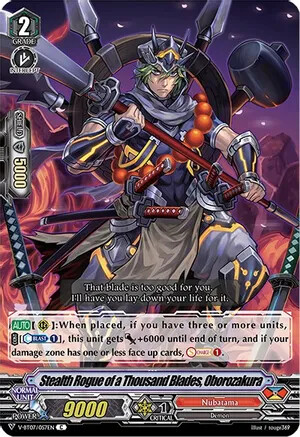 2
GRADE
INTERCEPT
SHIELD
5000
That blade is too good for you.
I'll have you lay down your life for it.
AUTO:When placed, if you have three or more units,
BLAST 1, this unit gets +6000 until end of turn, and if your
damage zone has one or less face up cards,
Stealth Rogue of a Thousand Blades, Oborozakura
NORMAL UNIT
POWER
9000
1
CRITICAL
Nubatama
Demon
V-BT07/057EN C
Illust / touge369